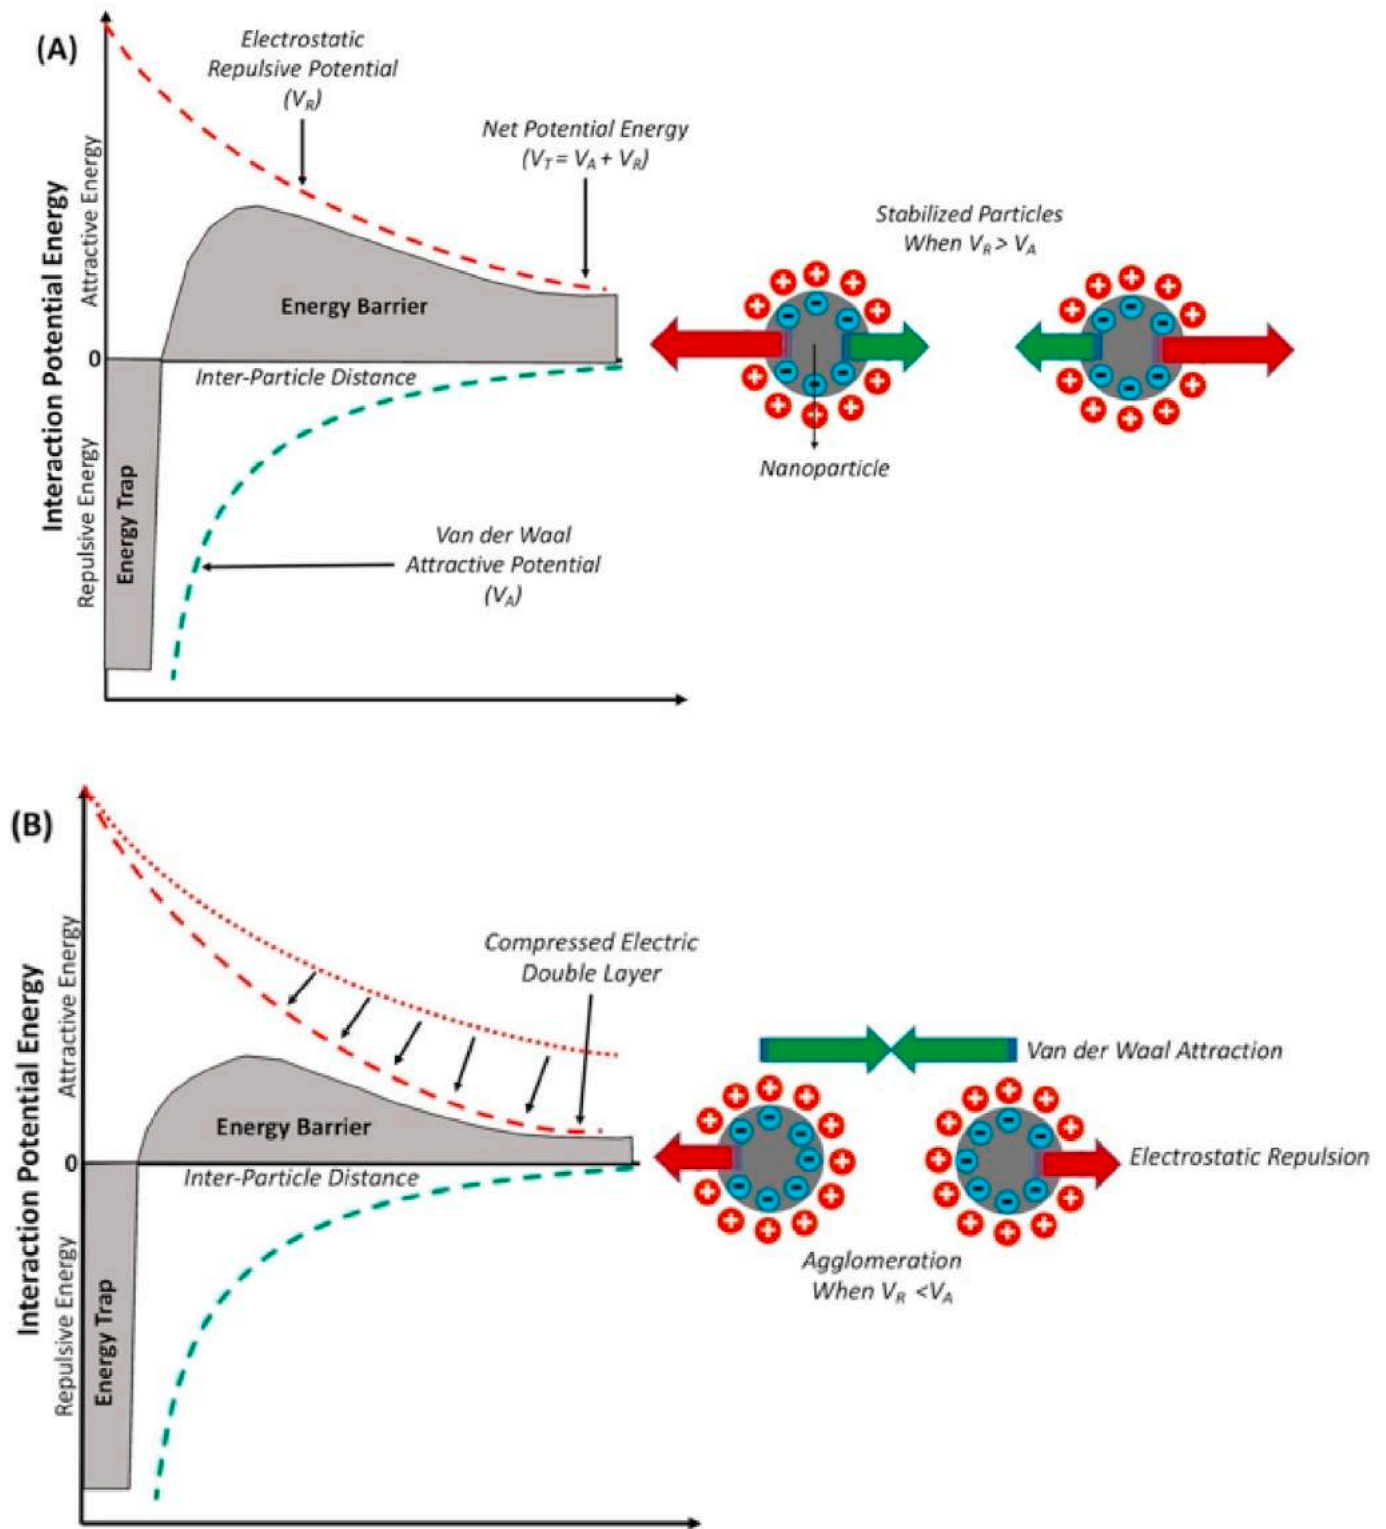 (A)
Electrostatic
Repulsive Potential
(VR)
Net Potential Energy
(VT = VA + VR)
Interaction Potential Energy
Attractive Energy
Repulsive Energy
Stabilized Particles
When VR > VA
Energy Barrier
0
Inter-Particle Distance
Energy Trap
Nanoparticle
Van der Waal
Attractive Potential
(VA)
(B)
Interaction Potential Energy
Attractive Energy
Repulsive Energy
Compressed Electric
Double Layer
Van der Waal Attraction
Energy Barrier
0
Inter-Particle Distance
Electrostatic Repulsion
Energy Trap
Agglomeration
When VR <VA